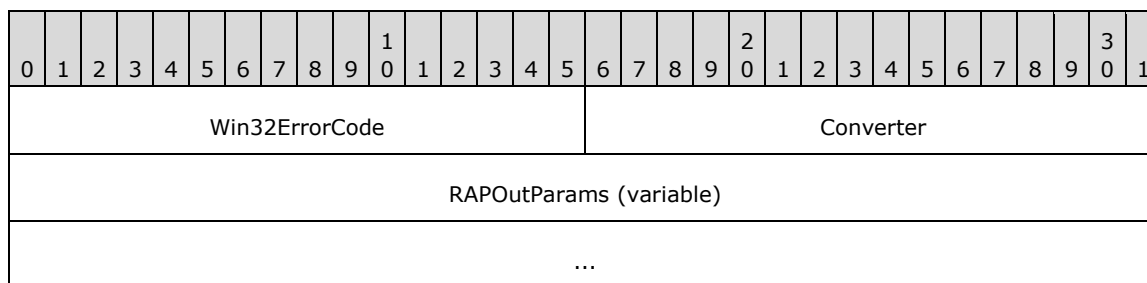 1 2 3
0 1 2 3 4 5 6 7 8 9 0 1 2 3 4 5 6 7 8 9 0 1 2 3 4 5 6 7 8 9 0 1
Win32ErrorCode Converter
RAPOutParams (variable)
...